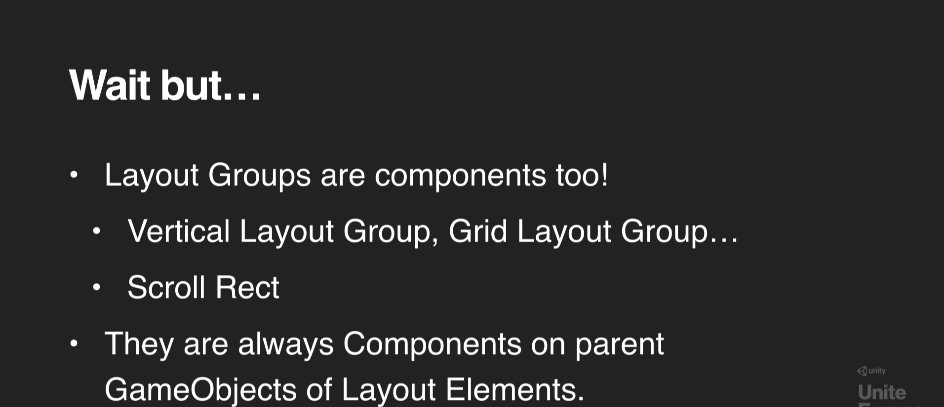 Wait but…
• Layout Groups are components too!
• Vertical Layout Group, Grid Layout Group…
• Scroll Rect
• They are always Components on parent
GameObjects of Layout Elements.
unity
Unite